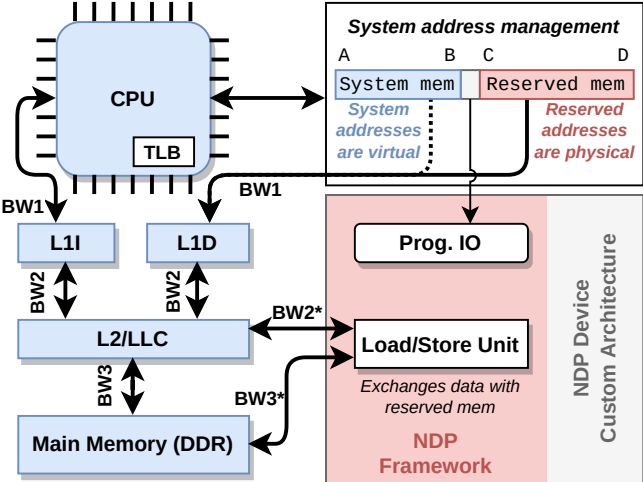 System address management
A B C D
System mem Reserved mem
System
addresses
are virtual
Reserved
addresses
are physical
CPU
TLB
BW1
BW1
L1I
L1D
Prog. IO
BW2
BW2
BW2*
L2/LLC
Load/Store Unit
BW3
BW3*
Exchanges data with
reserved mem
Main Memory (DDR)
NDP
Framework
NDP Device
Custom Architecture